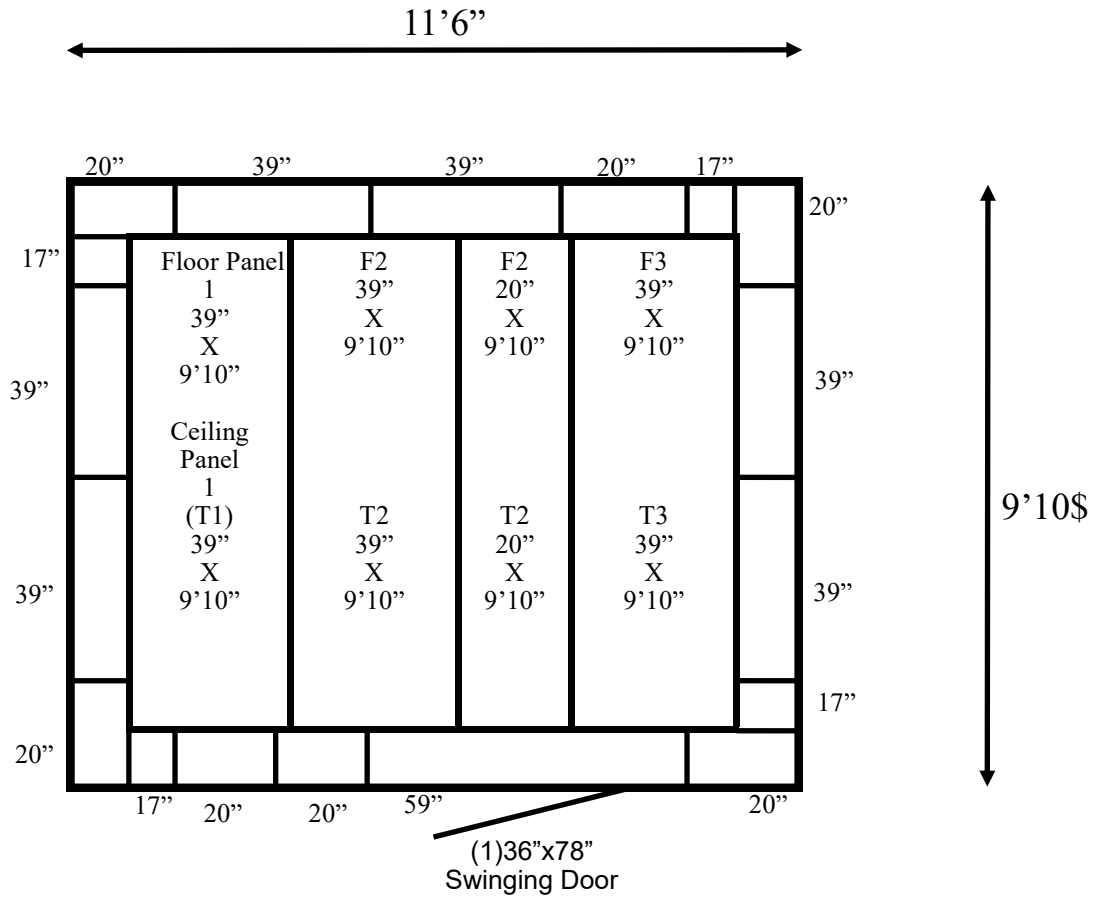 11’6”
20”
39”
39”
20”
17”
20”
17”
39”
39”
20”
39”
39”
17”
Floor Panel
1
39”
X
9’10”
Ceiling
Panel
1
(T1)
39”
X
9’10”
F2
39”
X
9’10”
T2
39”
X
9’10”
F2
20”
X
9’10”
T2
20”
X
9’10”
F3
39”
X
9’10”
T3
39”
X
9’10”
9’10$
17”
20”
20”
59”
20”
(1)36”x78”
Swinging Door